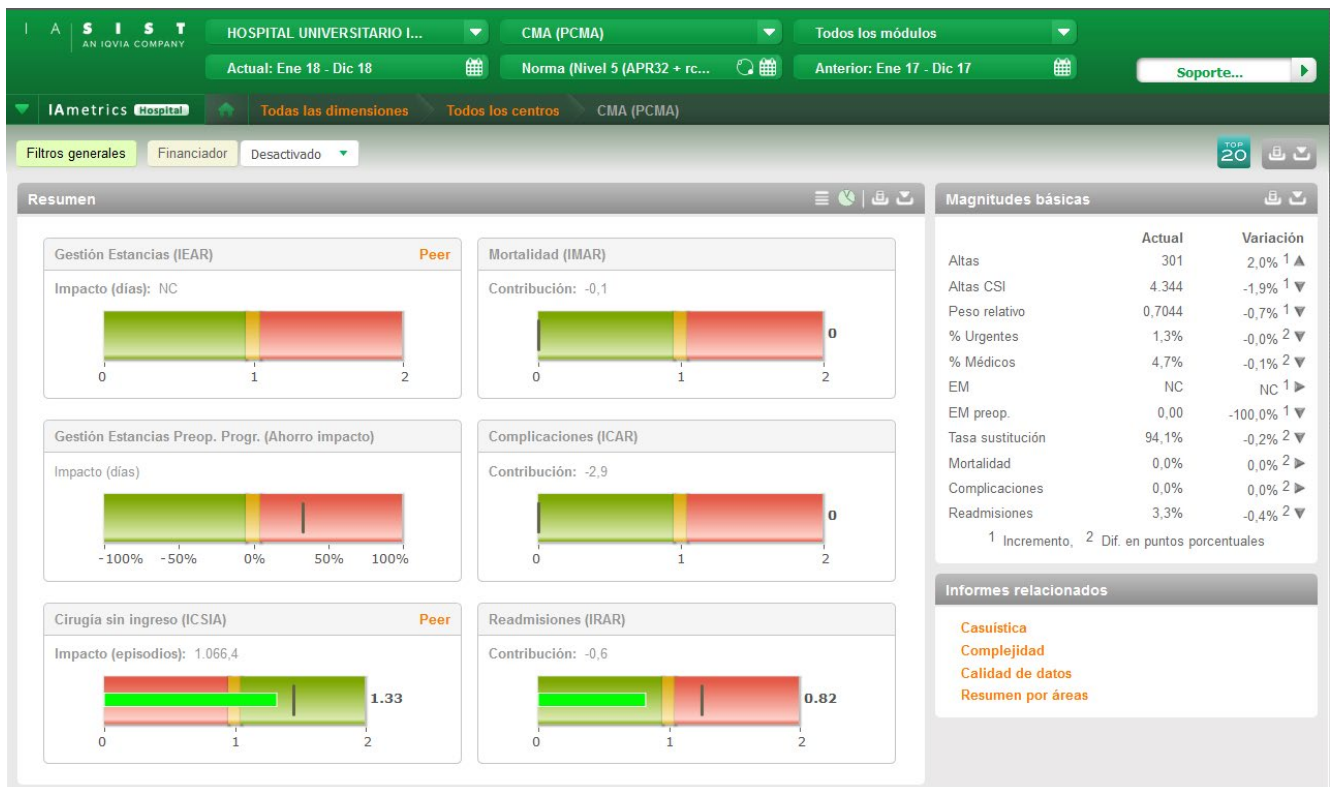 I A S I S T
AN IQVIA COMPANY
HOSPITAL UNIVERSITARIO I...
CMA (PCMA)
Todos los módulos
Actual: Ene 18 - Dic 18
Norma (Nivel 5 (APR32 + rc...
Anterior: Ene 17 - Dic 17
Soporte...
IAmetrics Hospital
Todas las dimensiones
Todos los centros
CMA (PCMA)
Filtros generales
Financiador
Desactivado
TOP 20
Resumen
Gestión Estancias (IEAR)
Peer
Impacto (días): NC
0 1 2
Mortalidad (IMAR)
Contribución: -0,1
0
0 1 2
Gestión Estancias Preop. Progr. (Ahorro impacto)
Impacto (días)
-100% -50% 0% 50% 100%
Complicaciones (ICAR)
Contribución: -2,9
0
0 1 2
Cirugía sin ingreso (ICSIA)
Peer
Impacto (episodios): 1.066,4
1.33
0 1 2
Readmisiones (IRAR)
Contribución: -0,6
0.82
0 1 2
Magnitudes básicas
Actual Variación
Altas 301 2,0% 1
Altas CSI 4.344 -1,9% 1
Peso relativo 0,7044 -0,7% 1
% Urgentes 1,3% -0,0% 2
% Médicos 4,7% -0,1% 2
EM NC NC 1
EM preop. 0,00 -100,0% 1
Tasa sustitución 94,1% -0,2% 2
Mortalidad 0,0% 0,0% 2
Complicaciones 0,0% 0,0% 2
Readmisiones 3,3% -0,4% 2
1 Incremento, 2 Dif. en puntos porcentuales
Informes relacionados
Casuística
Complejidad
Calidad de datos
Resumen por áreas